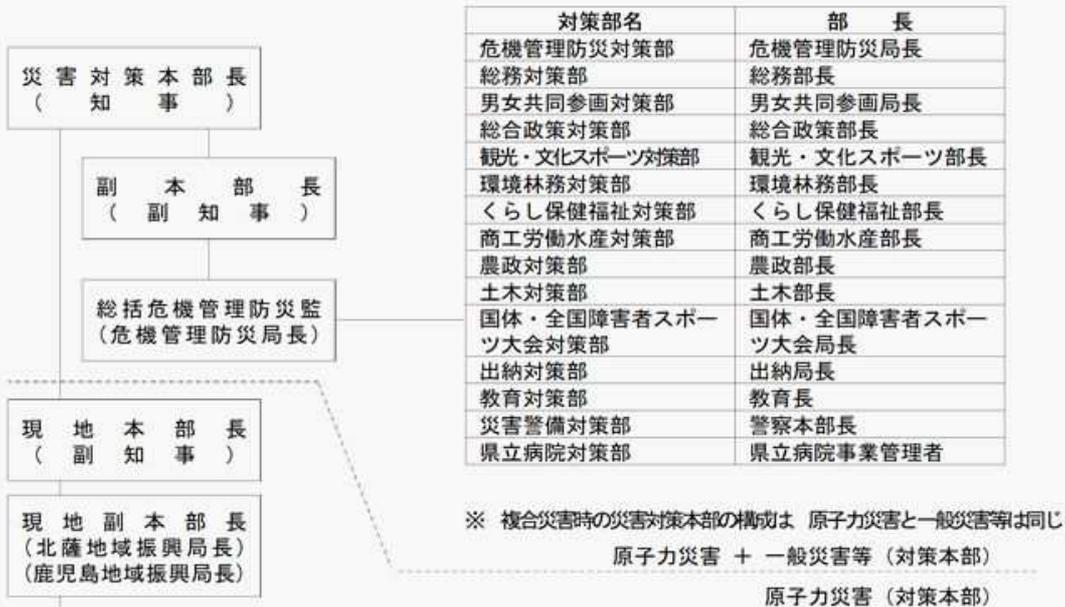 災害対策本部長
(知事)
副本部長
(副知事)
総括危機管理防災監
(危機管理防災局長)
現地本部長
(副知事)
現地副本部長
(北薩地域振興局長)
(鹿児島地域振興局長)
対策部名 部長
危機管理防災対策部 危機管理防災局長
総務対策部 総務部長
男女共同参画対策部 男女共同参画局長
総合政策対策部 総合政策部長
観光・文化スポーツ対策部 観光・文化スポーツ部長
環境林務対策部 環境林務部長
くらし保健福祉対策部 くらし保健福祉部長
商工労働水産対策部 商工労働水産部長
農政対策部 農政部長
土木対策部 土木部長
国体・全国障害者スポー 国体・全国障害者スポー
ツ大会対策部 ツ大会局長
出納対策部 出納局長
教育対策部 教育長
災害警備対策部 警察本部長
県立病院対策部 県立病院事業管理者
※ 複合災害時の災害対策本部の構成は 原子力災害と一般災害等は同じ
原子力災害 + 一般災害等(対策本部)
原子力災害(対策本部)